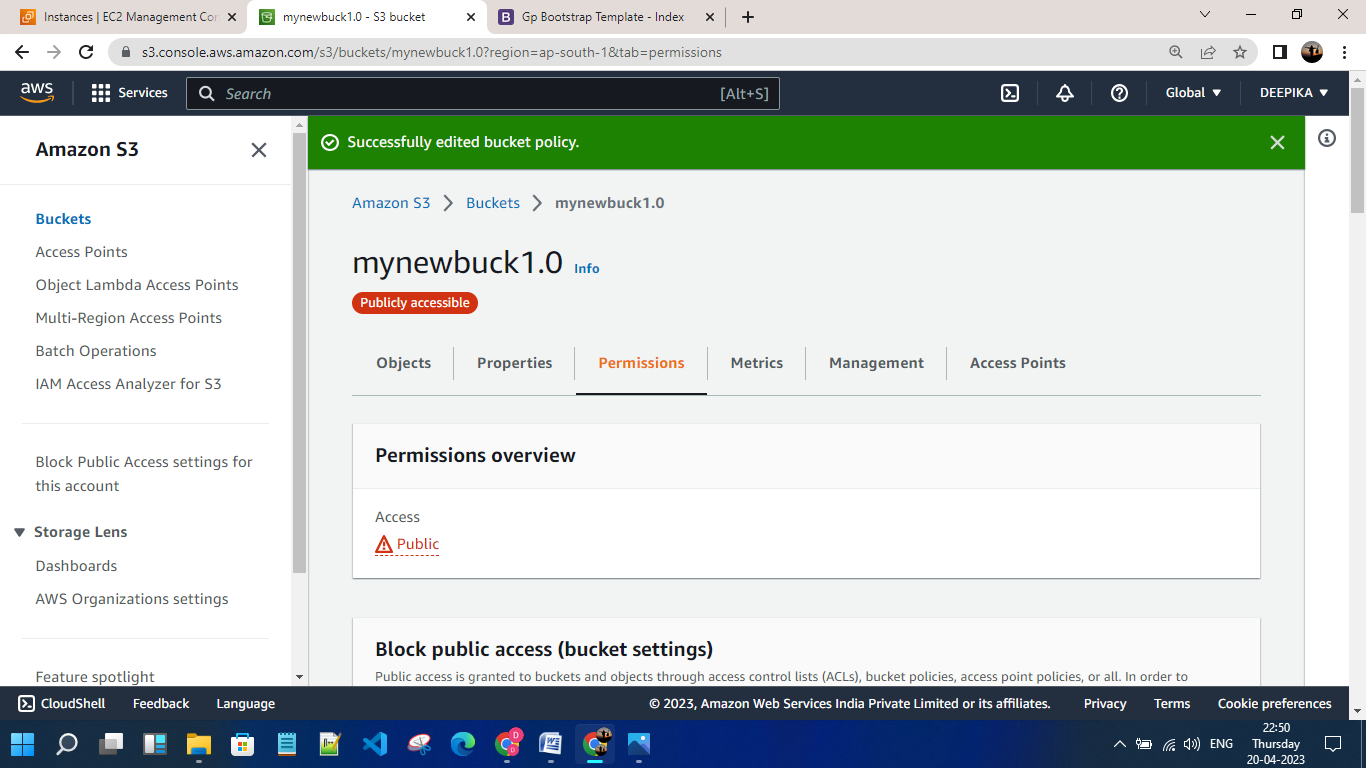 Instances | EC2 Management Con
mynewbuck1.0 - S3 bucket
Gp Bootstrap Template - Index
s3.console.aws.amazon.com/s3/buckets/mynewbuck1.0?region=ap-south-1&tab=permissions
aws
Services
Search
[Alt+S]
Global
DEEPIKA
Amazon S3
Buckets
Access Points
Object Lambda Access Points
Multi-Region Access Points
Batch Operations
IAM Access Analyzer for S3
Block Public Access settings for
this account
Storage Lens
Dashboards
AWS Organizations settings
Feature spotlight
Successfully edited bucket policy.
Amazon S3 > Buckets > mynewbuck1.0
mynewbuck1.0 Info
Publicly accessible
Objects
Properties
Permissions
Metrics
Management
Access Points
Permissions overview
Access
Public
Block public access (bucket settings)
Public access is granted to buckets and objects through access control lists (ACLs), bucket policies, access point policies, or all. In order to
CloudShell
Feedback
Language
© 2023, Amazon Web Services India Private Limited or its affiliates.
Privacy
Terms
Cookie preferences
ENG
22:50
Thursday
20-04-2023